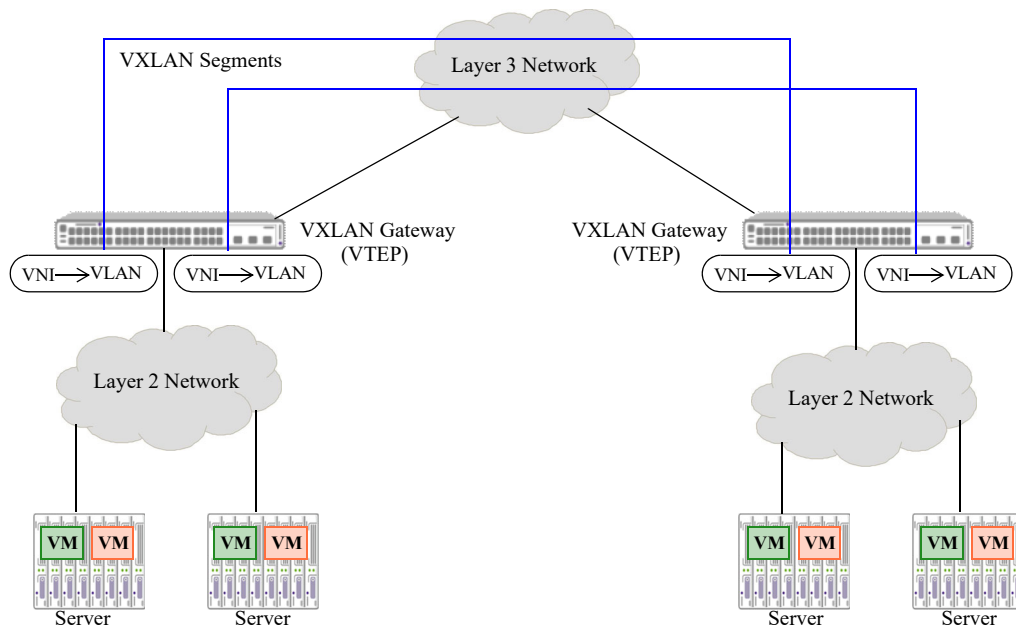 VXLAN Segments
Layer 3 Network
VXLAN Gateway
(VTEP)
VXLAN Gateway
(VTEP)
VNI VLAN
VNI VLAN
VNI VLAN
VNI VLAN
Layer 2 Network
Layer 2 Network
VM VM
VM VM
VM VM
VM VM
Server
Server
Server
Server